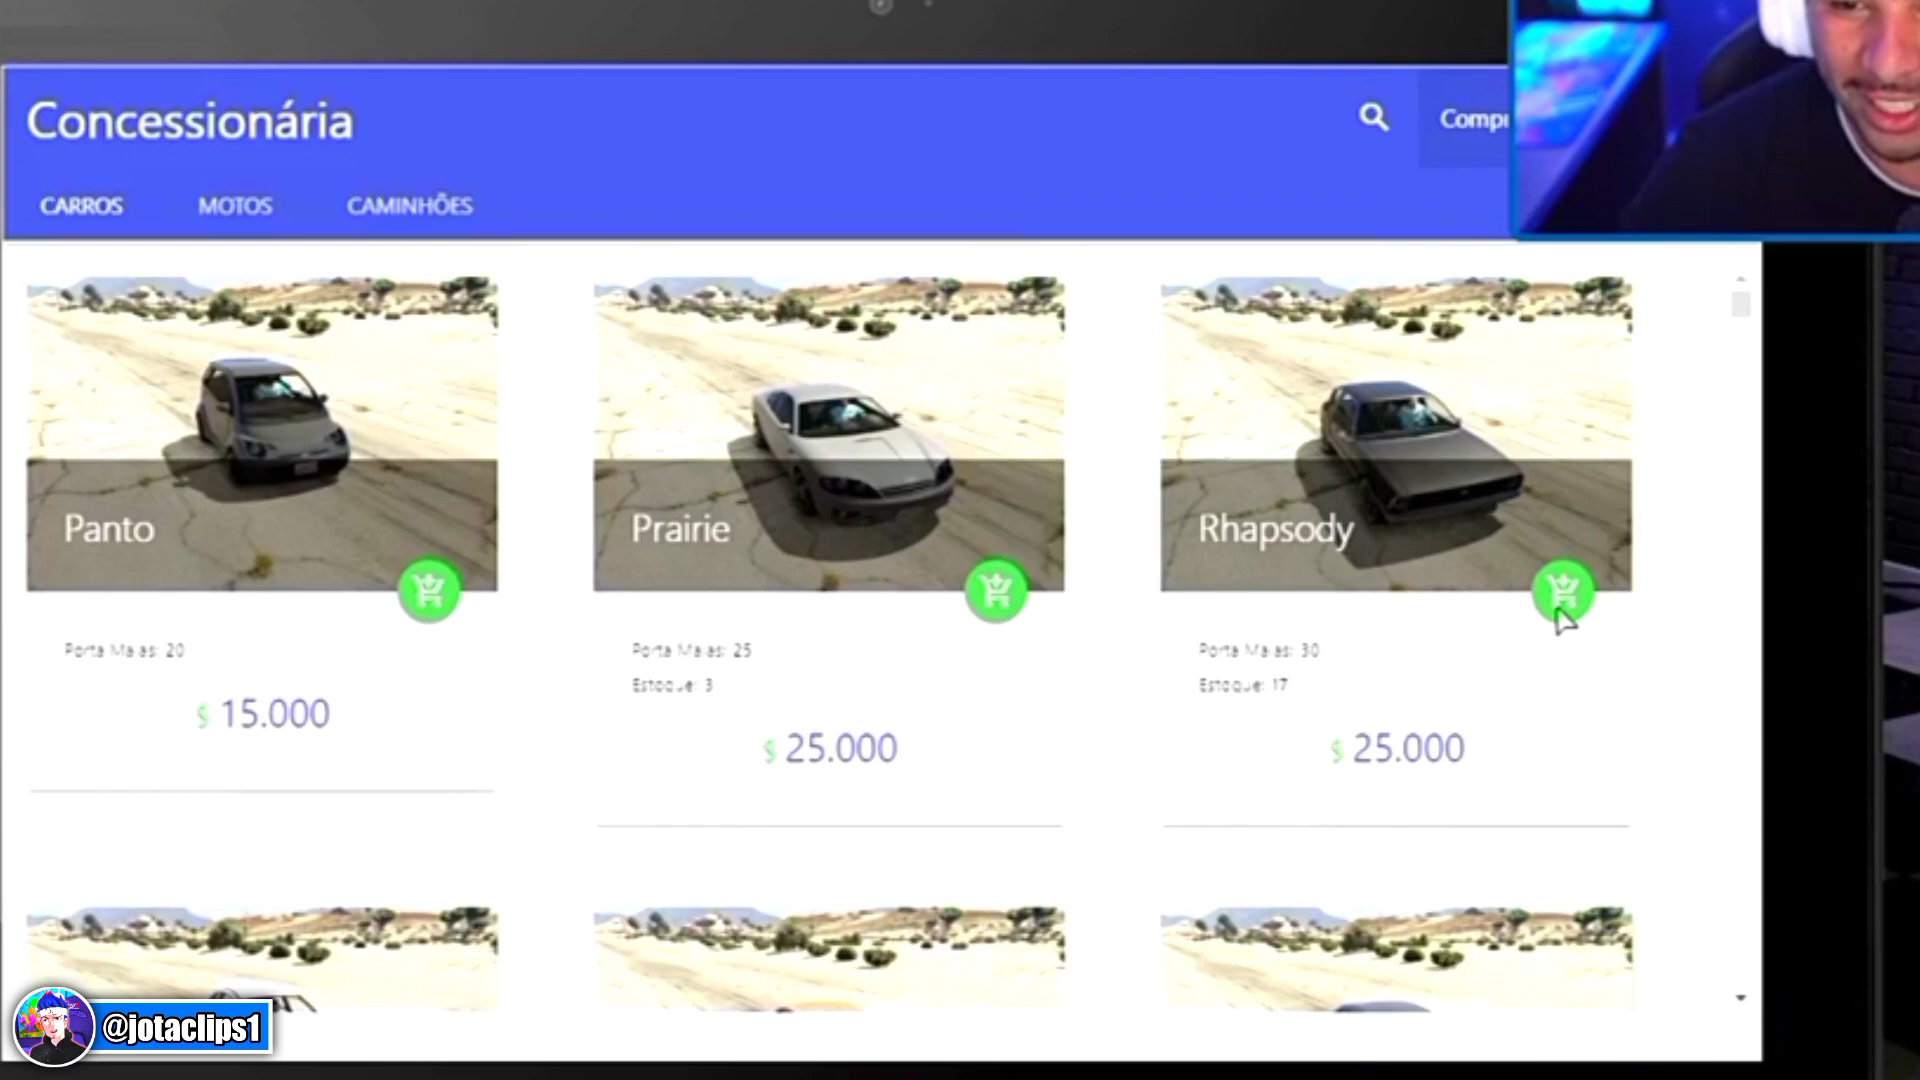 Concessionária
Compr
CARROS MOTOS CAMINHÕES
Panto
Prairie
Rhapsody
Porta Malas: 20
Porta Malas: 25
Porta Malas: 30
Estoque: 3
Estoque: 17
$ 15.000
$ 25.000
$ 25.000
@jotaclips1